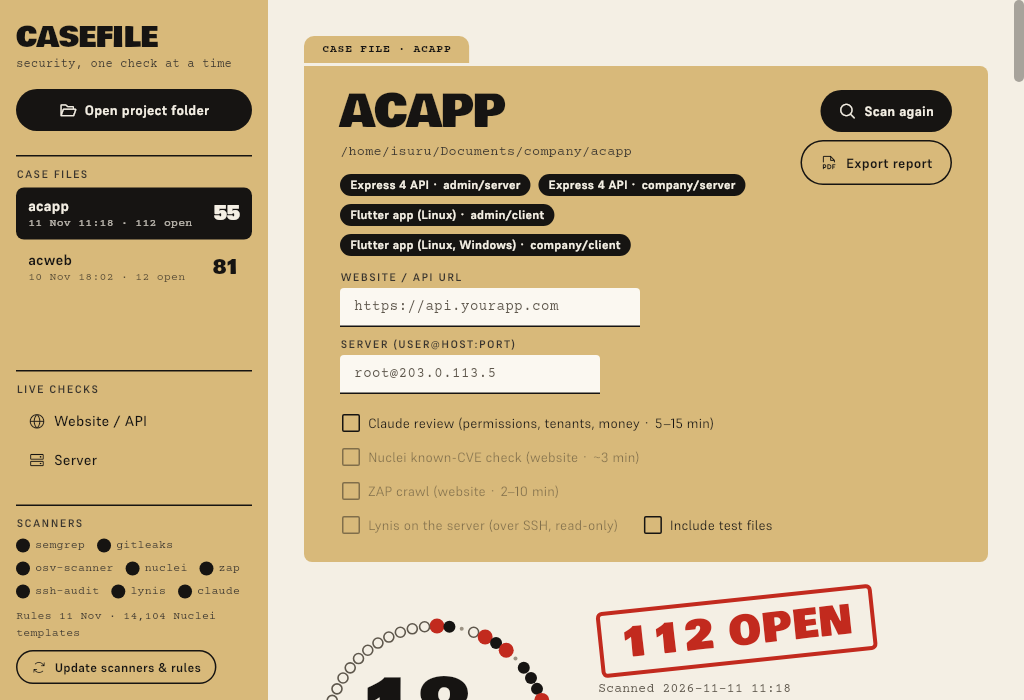 CASEFILE
security, one check at a time
Open project folder
CASE FILES
acapp
11 Nov 11:18 · 112 open
55
acweb
10 Nov 18:02 · 12 open
81
LIVE CHECKS
Website / API
Server
SCANNERS
semgrep gitleaks
osv-scanner nuclei zap
ssh-audit lynis claude
Rules 11 Nov · 14,104 Nuclei
templates
Update scanners & rules
CASE FILE · ACAPP
ACAPP
/home/isuru/Documents/company/acapp
Scan again
PDF Export report
Express 4 API · admin/server Express 4 API · company/server
Flutter app (Linux) · admin/client
Flutter app (Linux, Windows) · company/client
WEBSITE / API URL
https://api.yourapp.com
SERVER (USER@HOST:PORT)
root@203.0.113.5
Claude review (permissions, tenants, money · 5–15 min)
Nuclei known-CVE check (website · ~3 min)
ZAP crawl (website · 2–10 min)
Lynis on the server (over SSH, read-only) Include test files
112 OPEN
Scanned 2026-11-11 11:18